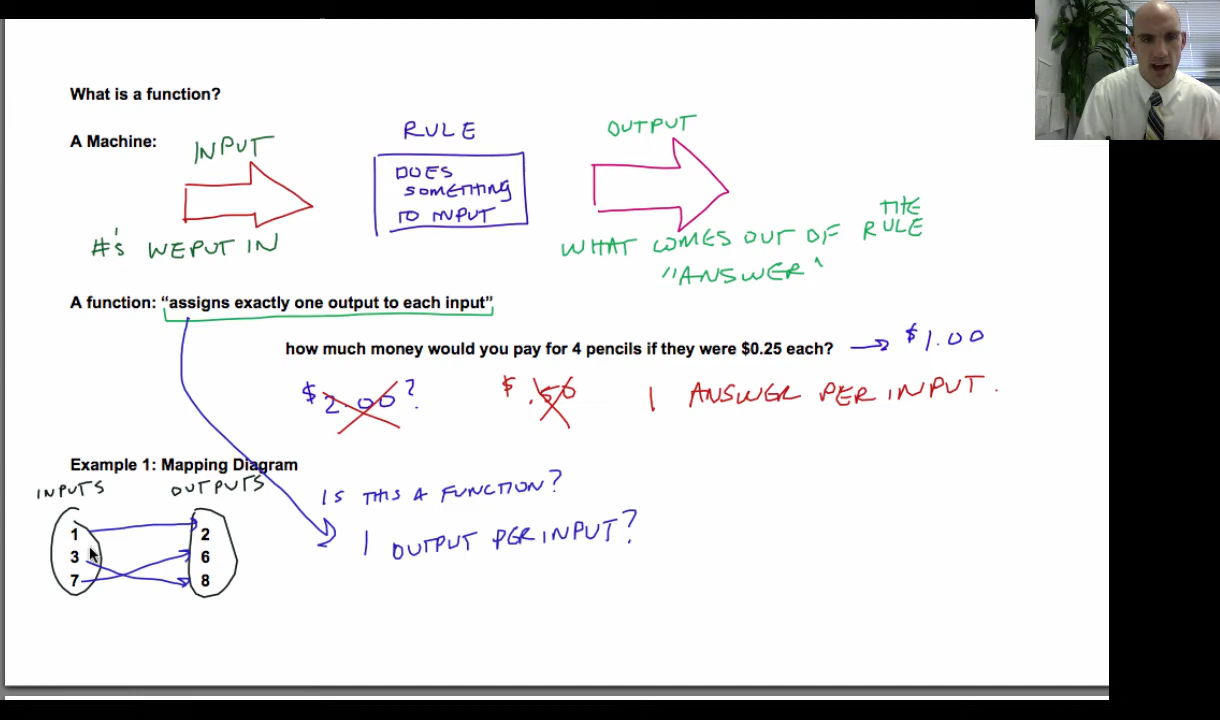 What is a function?
A Machine:
INPUT
RULE
OUTPUT
DOES
SOMETHING
TO INPUT
#'s WE PUT IN
WHAT COMES OUT OF THE RULE
"ANSWER"
A function: "assigns exactly one output to each input"
how much money would you pay for 4 pencils if they were $0.25 each? → $1.00
$2.00? $.50 1 ANSWER PER INPUT.
Example 1: Mapping Diagram
INPUTS OUTPUTS
IS THIS A FUNCTION?
1 OUTPUT PER INPUT?
1 2
3 6
7 8